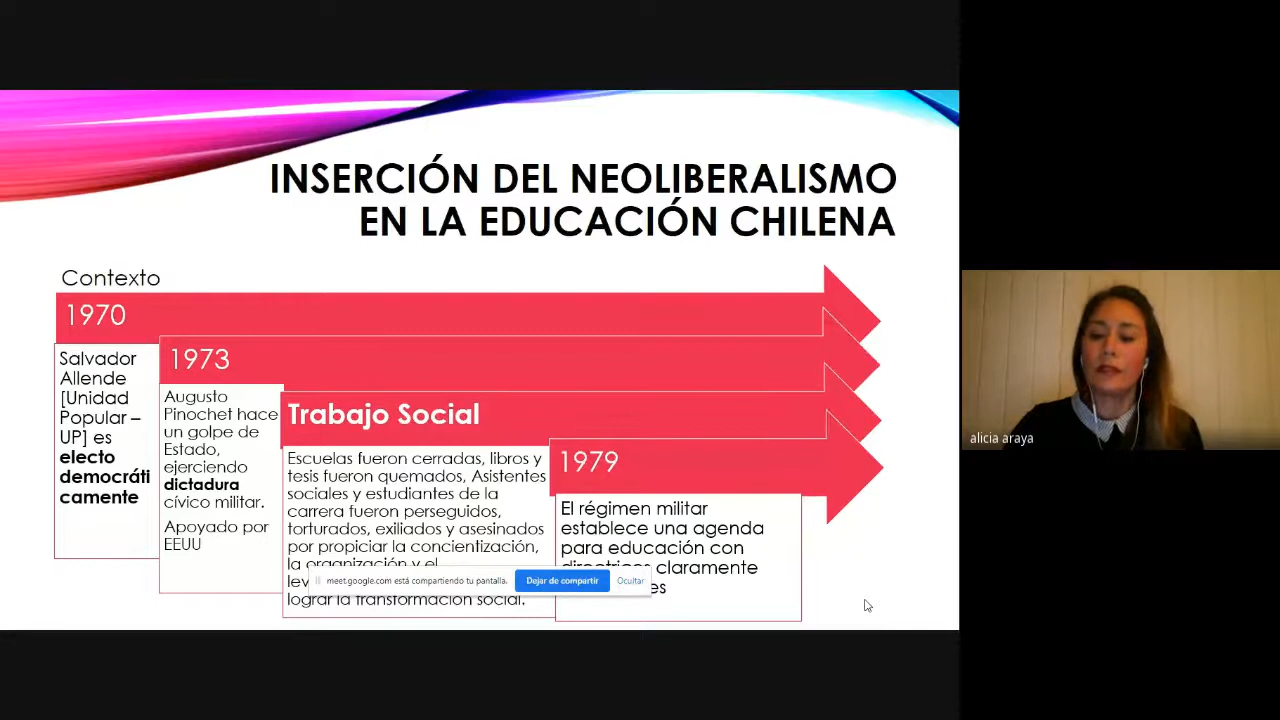 INSERCIÓN DEL NEOLIBERALISMO
EN LA EDUCACIÓN CHILENA
Contexto
1970
Salvador
Allende
[Unidad
Popular –
UP] es
electo
democráti
camente
1973
Augusto
Pinochet hace
un golpe de
Estado,
ejerciendo
dictadura
cívico militar.
Apoyado por
EEUU
Trabajo Social
Escuelas fueron cerradas, libros y
tesis fueron quemados, Asistentes
sociales y estudiantes de la
carrera fueron perseguidos,
torturados, exiliados y asesinados
por propiciar la concientización,
la organización y el
lograr la transformación social.
1979
El régimen militar
establece una agenda
para educación con
directrices claramente
meet.google.com está compartiendo tu pantalla.
Dejar de compartir
Ocultar
alicia araya